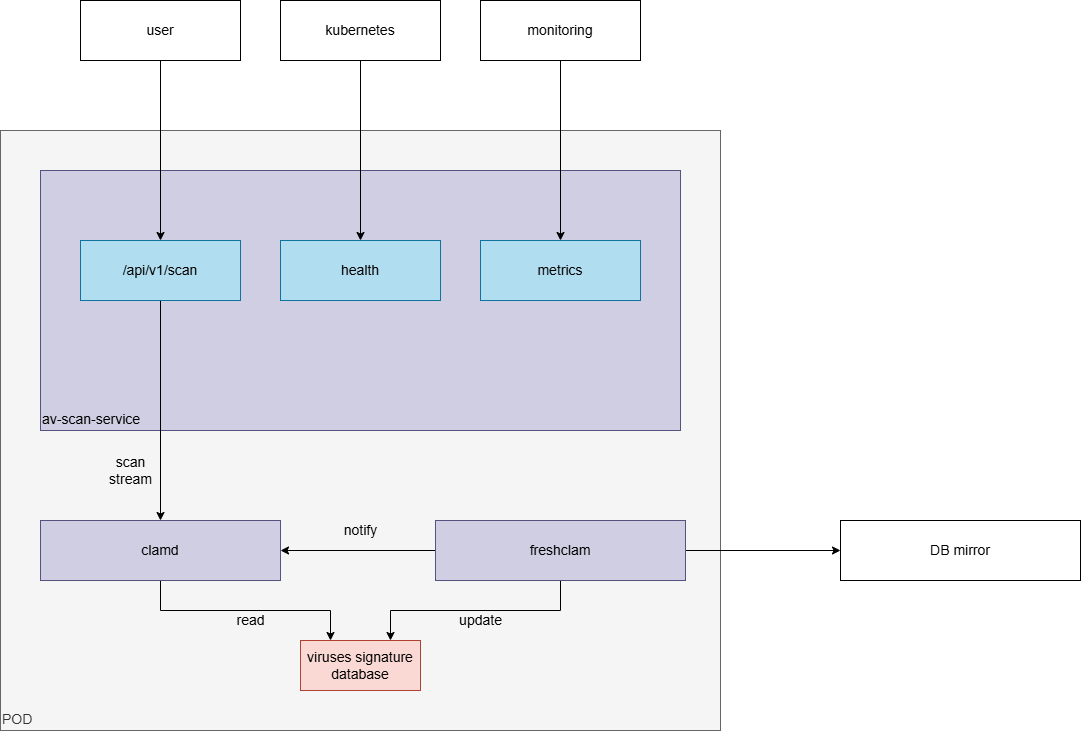 user
kubernetes
monitoring
/api/v1/scan
health
metrics
av-scan-service
scan
stream
notify
clamd
freshclam
DB mirror
read
update
viruses signature
database
POD